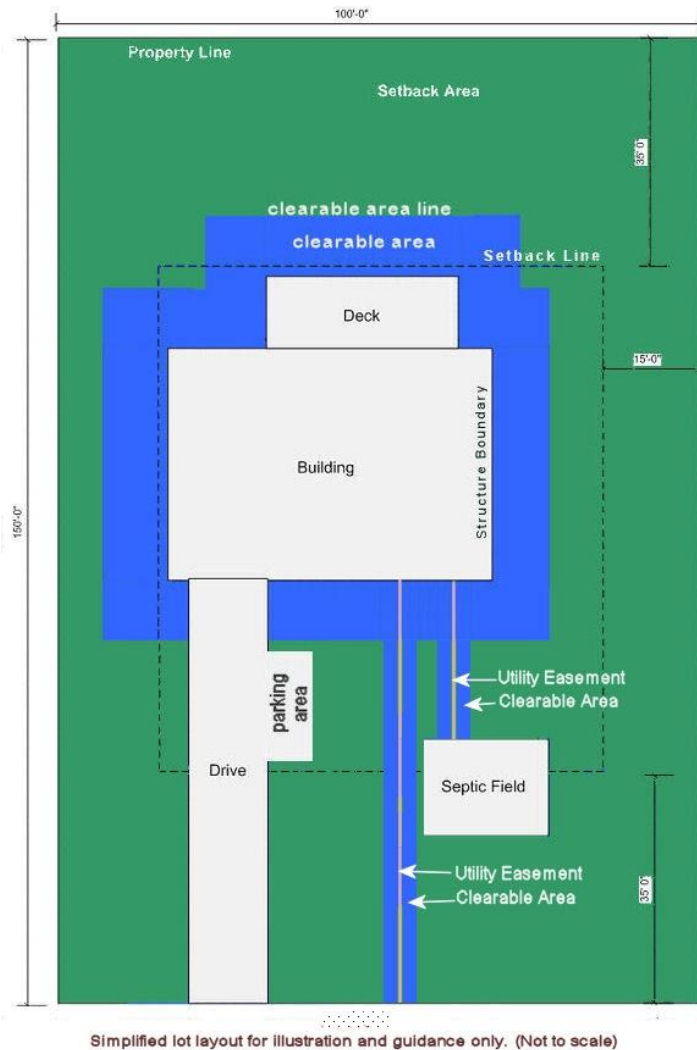 100'-0"
Property Line
Setback Area
35' 0"
clearable area line
clearable area
Setback Line
Deck
15'-0"
Structure Boundary
Building
150'-0"
Utility Easement
Clearable Area
parking
area
Drive
Septic Field
Utility Easement
Clearable Area
35' 0"
Simplified lot layout for illustration and guidance only. (Not to scale)